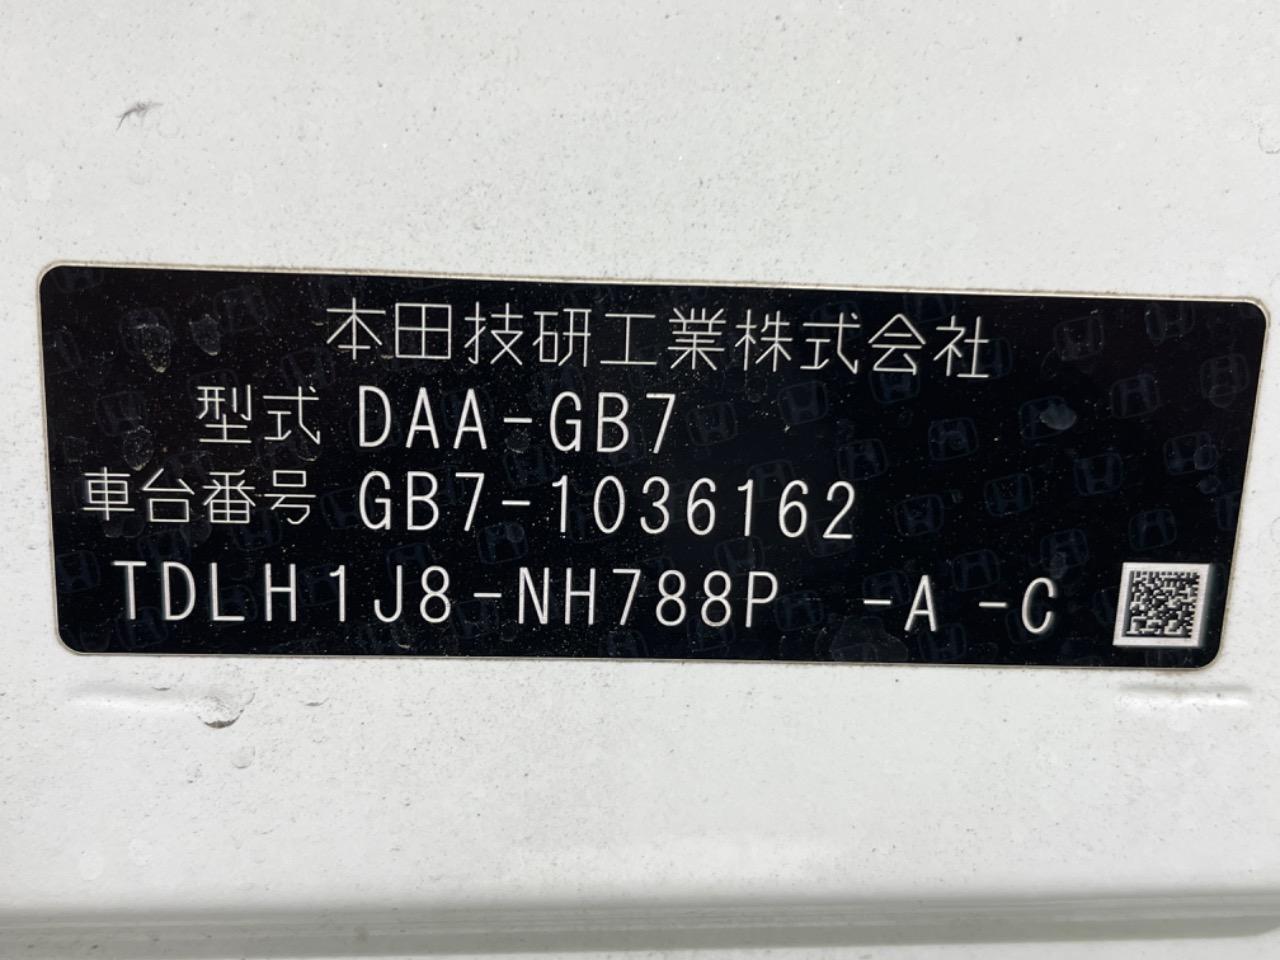 本田技研工業株式会社
型式 DAA-GB7
車台番号 GB7-1036162
TDLH1J8-NH788P -A -C